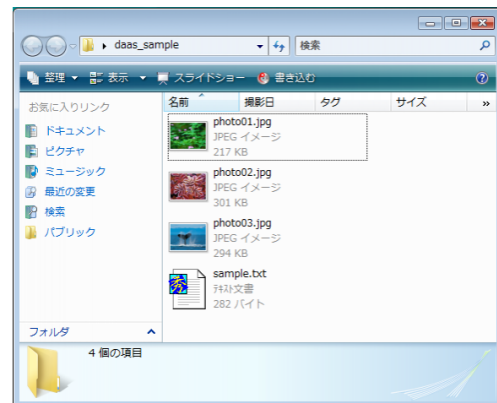 daas_sample
検索
整理
表示
スライドショー
書き込む
お気に入りリンク
ドキュメント
ピクチャ
ミュージック
最近の変更
検索
パブリック
フォルダ
名前 撮影日 タグ サイズ »
photo01.jpg
JPEG イメージ
217 KB
photo02.jpg
JPEG イメージ
301 KB
photo03.jpg
JPEG イメージ
294 KB
秀
sample.txt
テキスト文書
282 バイト
4 個の項目